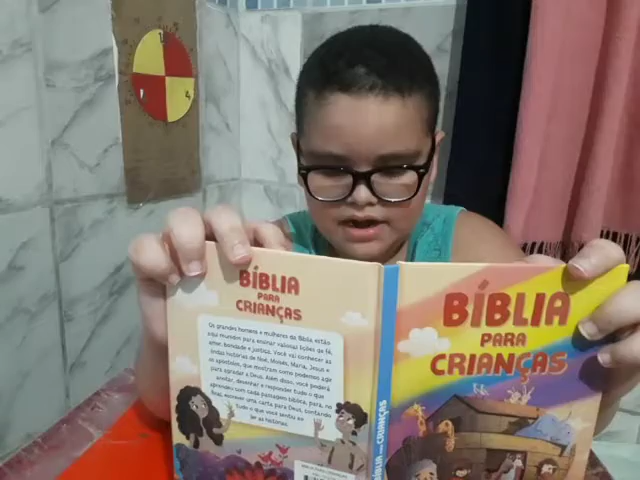 BÍBLIA
PARA
CRIANÇAS
Os grandes homens e mulheres da Bíblia, estão
aqui reunidos para ensinar valiosas lições de fé,
amor, bondade e justiça. Você vai conhecer as
lindas histórias de Noé, Moisés, Maria, Jesus e
os apóstolos, que mostram como podemos agir
para agradar a Deus. Além disso, você poderá
anotar, desenhar e responder tudo o que
aprendeu com cada passagem bíblica, para, no
final, escrever uma carta para Deus, contando
tudo o que você sentiu ao
ler as histórias.
BÍBLIA PARA CRIANÇAS
BÍBLIA
PARA
CRIANÇAS